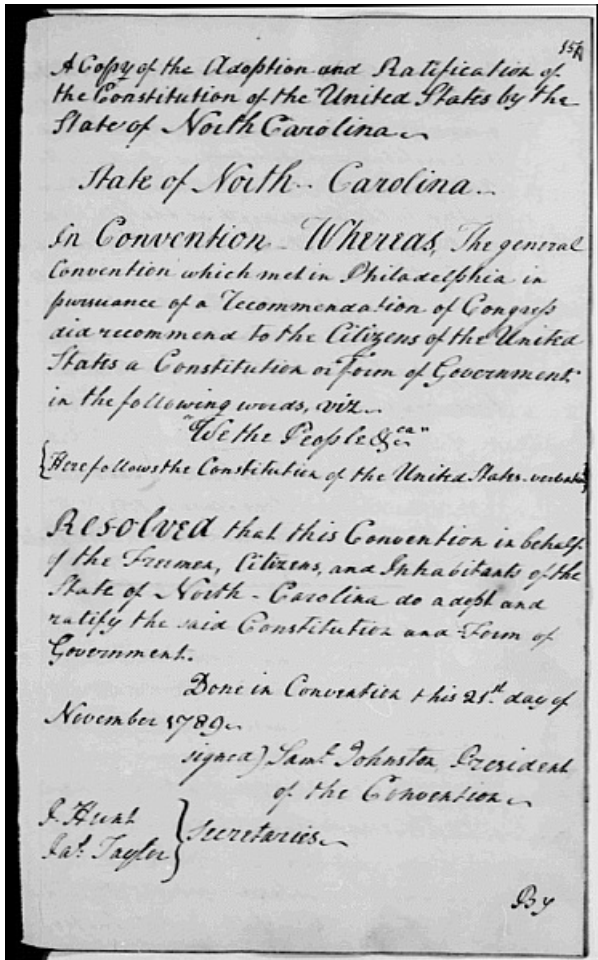 A Copy of the Adoption and Ratification of
the Constitution of the United States by the
State of North Carolina
State of North - Carolina
In Convention Whereas, The general
Convention which met in Philadelphia in
pursuance of a recommendation of Congress
did recommend to the Citizens of the United
States a Constitution or form of Government
in the following words, viz
"We the People &ca"
{Here follows the Constitution of the United States verbatim}
Resolved that this Convention in behalf
of the Freemen, Citizens, and Inhabitants of the
State of North - Carolina do adopt and
ratify the said Constitution and Form of
Government.
Done in Convention this 21st day of
November 1789
signed) Saml Johnston President
of the Convention
J. Hunt
Jas. Taylor } Secretaries
By